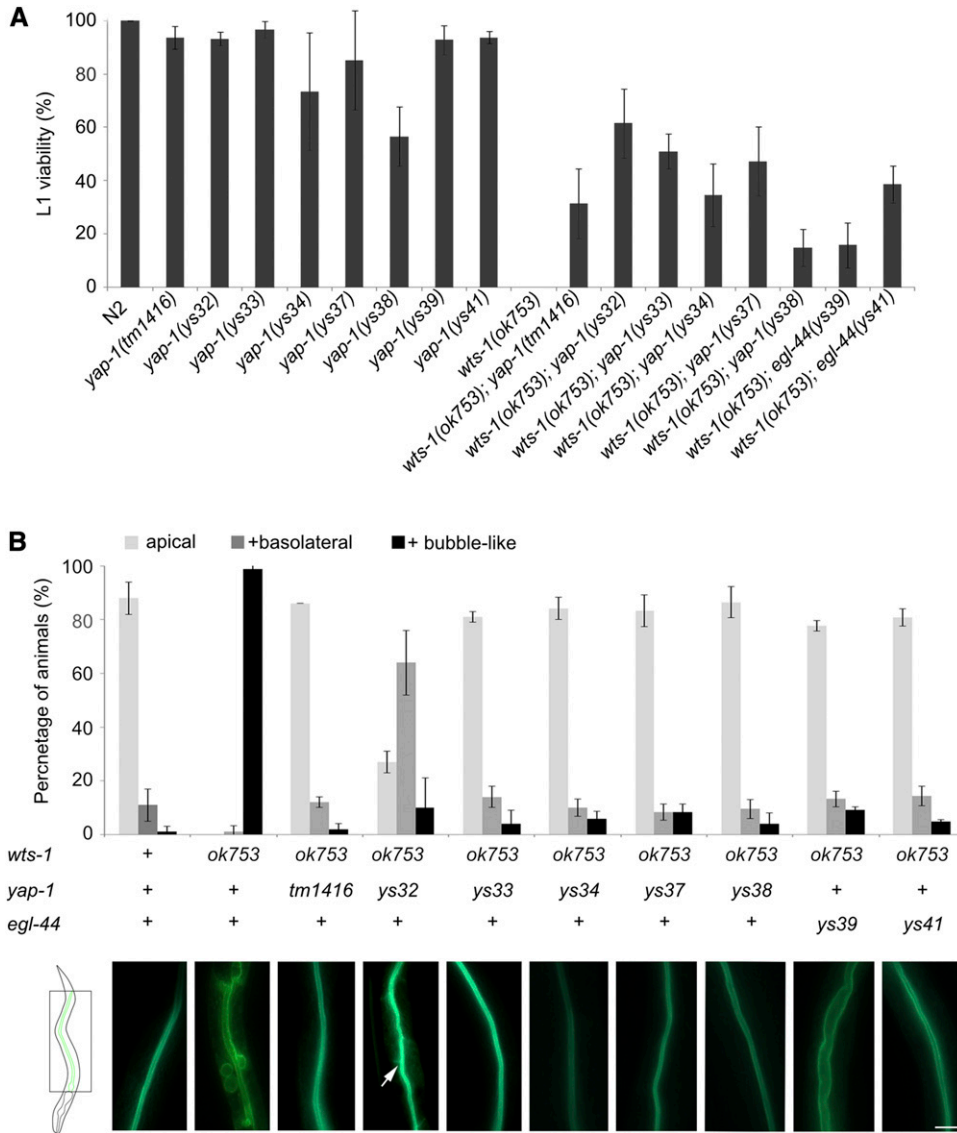 A
L1 viability (%)
100
80
60
40
20
0
N2
yap-1(tm1416)
yap-1(ys32)
yap-1(ys33)
yap-1(ys34)
yap-1(ys37)
yap-1(ys38)
yap-1(ys39)
yap-1(ys41)
wts-1(ok753)
wts-1(ok753); yap-1(tm1416)
wts-1(ok753); yap-1(ys32)
wts-1(ok753); yap-1(ys33)
wts-1(ok753); yap-1(ys34)
wts-1(ok753); yap-1(ys37)
wts-1(ok753); yap-1(ys38)
wts-1(ok753); egl-44(ys39)
wts-1(ok753); egl-44(ys41)
B
apical +basolateral + bubble-like
Percnetage of animals (%)
100
80
60
40
20
0
wts-1 + ok753 ok753 ok753 ok753 ok753 ok753 ok753 ok753 ok753
yap-1 + + tm1416 ys32 ys33 ys34 ys37 ys38 + +
egl-44 + + + + + + + + ys39 ys41